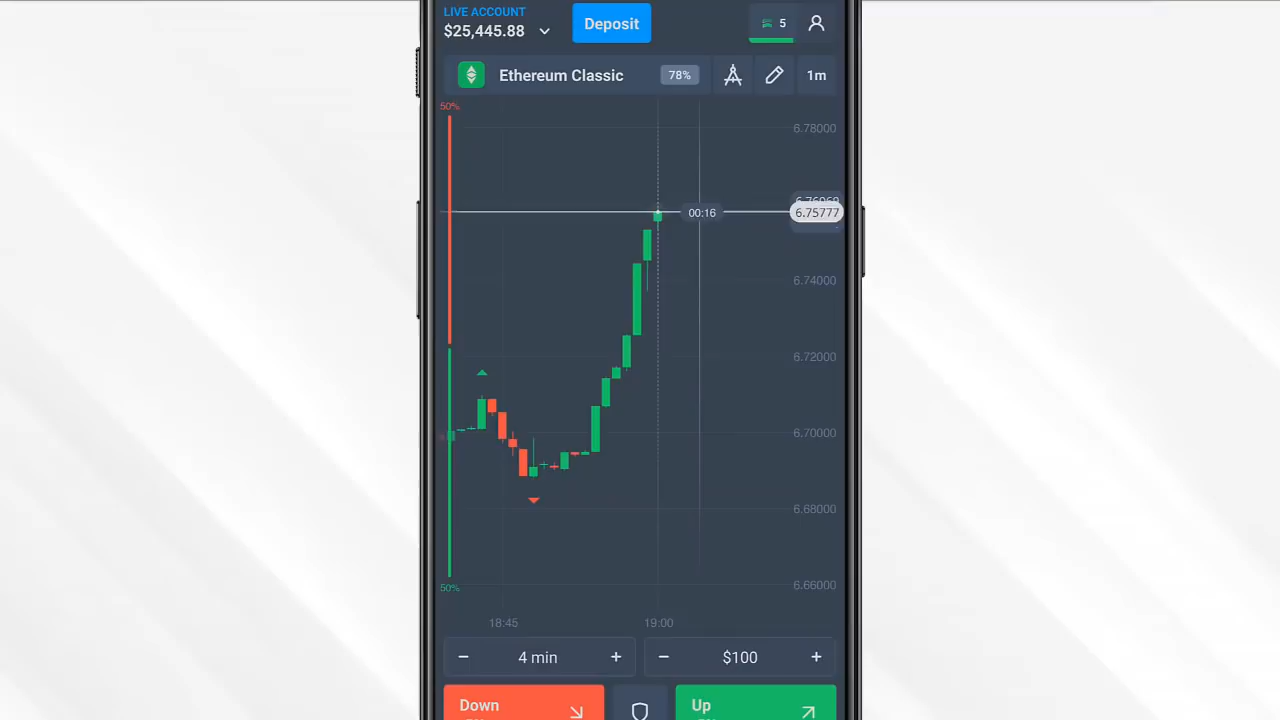 LIVE ACCOUNT
$25,445.88
Deposit
5
Ethereum Classic
78%
1m
50%
6.78000
00:16
6.75777
6.74000
6.72000
6.70000
6.68000
6.66000
50%
18:45
19:00
− 4 min +
− $100 +
Down
Up